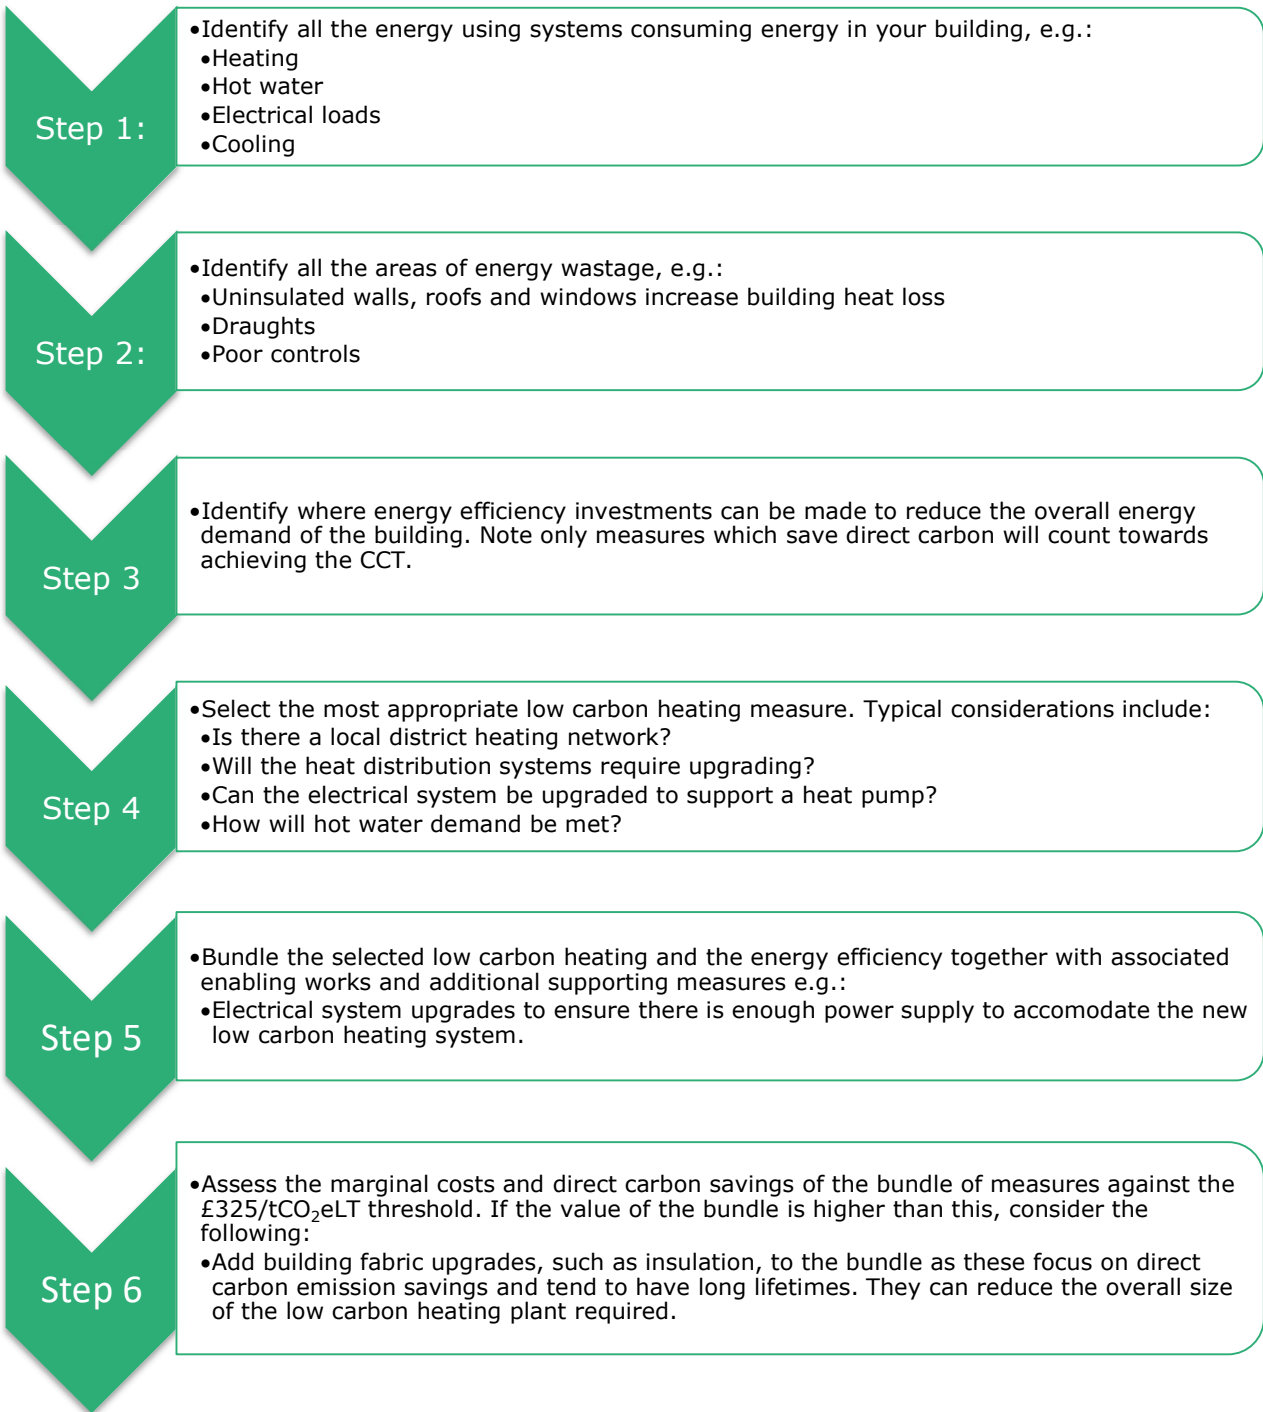 Step 1:
•Identify all the energy using systems consuming energy in your building, e.g.:
•Heating
•Hot water
•Electrical loads
•Cooling
Step 2:
•Identify all the areas of energy wastage, e.g.:
•Uninsulated walls, roofs and windows increase building heat loss
•Draughts
•Poor controls
Step 3
•Identify where energy efficiency investments can be made to reduce the overall energy
demand of the building. Note only measures which save direct carbon will count towards
achieving the CCT.
Step 4
•Select the most appropriate low carbon heating measure. Typical considerations include:
•Is there a local district heating network?
•Will the heat distribution systems require upgrading?
•Can the electrical system be upgraded to support a heat pump?
•How will hot water demand be met?
Step 5
•Bundle the selected low carbon heating and the energy efficiency together with associated
enabling works and additional supporting measures e.g.:
•Electrical system upgrades to ensure there is enough power supply to accomodate the new
low carbon heating system.
Step 6
•Assess the marginal costs and direct carbon savings of the bundle of measures against the
£325/tCO₂eLT threshold. If the value of the bundle is higher than this, consider the
following:
•Add building fabric upgrades, such as insulation, to the bundle as these focus on direct
carbon emission savings and tend to have long lifetimes. They can reduce the overall size
of the low carbon heating plant required.